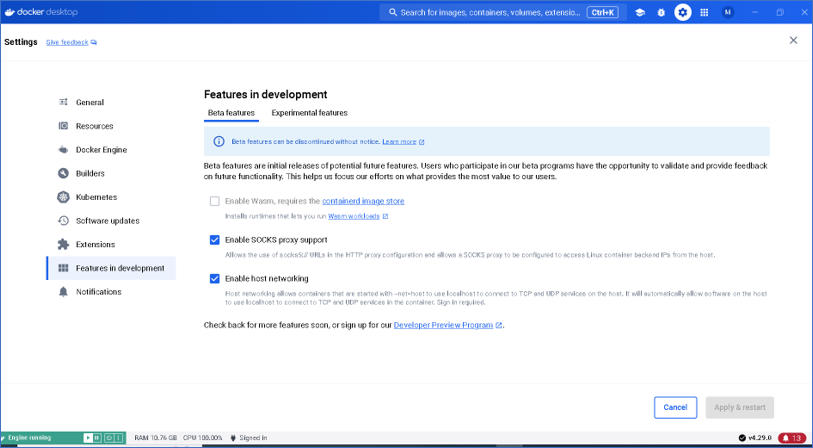 docker desktop
Search for images, containers, volumes, extensio... Ctrl+K
M
Settings Give feedback
Features in development
Beta features Experimental features
General
Resources
Docker Engine
Builders
Kubernetes
Software updates
Extensions
Features in development
Notifications
Beta features can be discontinued without notice. Learn more
Beta features are initial releases of potential future features. Users who participate in our beta programs have the opportunity to validate and provide feedback
on future functionality. This helps us focus our efforts on what provides the most value to our users.
Enable Wasm, requires the containerd image store
Installs runtimes that lets you run Wasm workloads
Enable SOCKS proxy support
Allows the use of socks5:// URLs in the HTTP proxy configuration and allows a SOCKS proxy to be configured to access Linux container backend IPs from the host.
Enable host networking
Host networking allows containers that are started with --net=host to use localhost to connect to TCP and UDP services on the host. It will automatically allow software on the host
to use localhost to connect to TCP and UDP services in the container. Sign in required.
Check back for more features soon, or sign up for our Developer Preview Program.
Cancel Apply & restart
Engine running RAM 10.76 GB CPU 100.00% Signed in v4.29.0 13